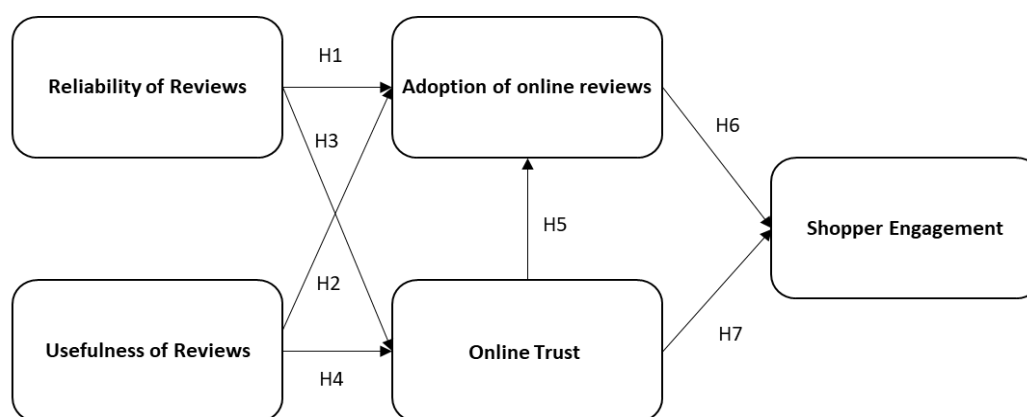 H1
Reliability of Reviews
Adoption of online reviews
H3
H6
H5
Shopper Engagement
H2
H7
Usefulness of Reviews
Online Trust
H4